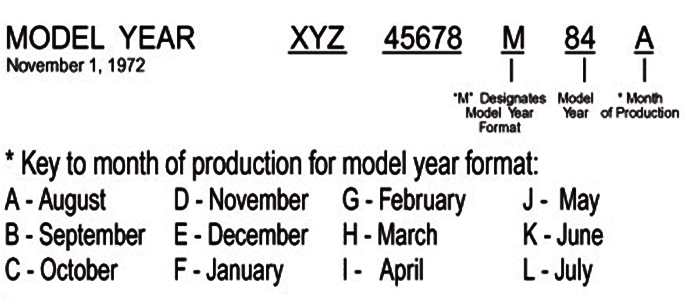 MODEL YEAR XYZ 45678 M 84 A
November 1, 1972
"M" Designates Model Year Format
Model Year
* Month of Production
* Key to month of production for model year format:
A - August D - November G - February J - May
B - September E - December H - March K - June
C - October F - January I - April L - July